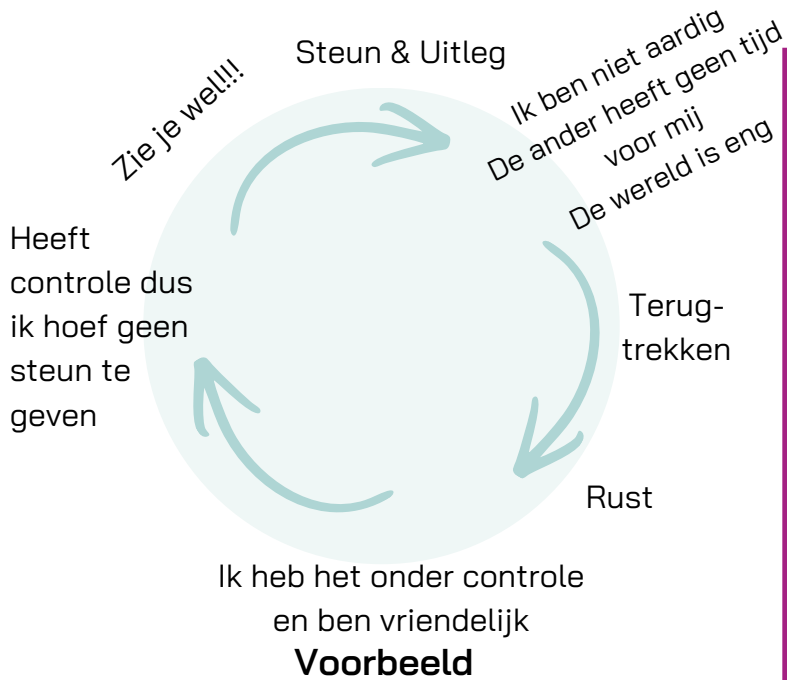 Steun & Uitleg
Ik ben niet aardig
De ander heeft geen tijd
voor mij
De wereld is eng
Terug-
trekken
Rust
Ik heb het onder controle
en ben vriendelijk
Heeft
controle dus
ik hoef geen
steun te
geven
Zie je wel!!!
Voorbeeld